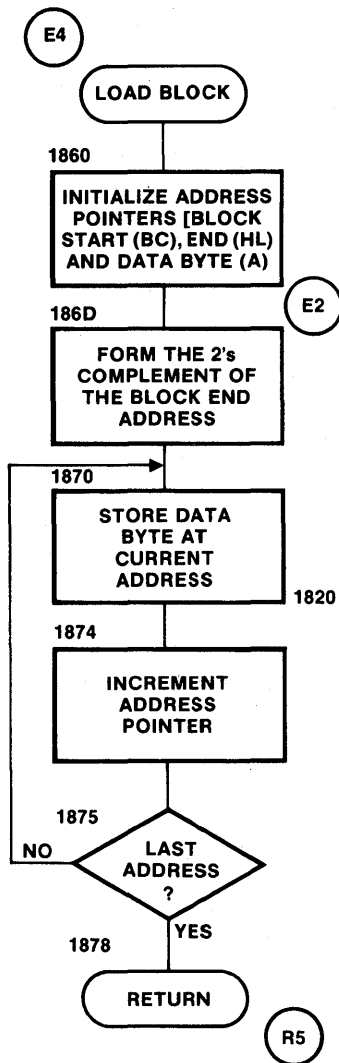 E4
LOAD BLOCK
1860
INITIALIZE ADDRESS
POINTERS [BLOCK
START (BC), END (HL)
AND DATA BYTE (A)
E2
186D
FORM THE 2's
COMPLEMENT OF
THE BLOCK END
ADDRESS
1870
STORE DATA
BYTE AT
CURRENT
ADDRESS
1820
1874
INCREMENT
ADDRESS
POINTER
1875
LAST
ADDRESS
?
NO
YES
1878
RETURN
R5